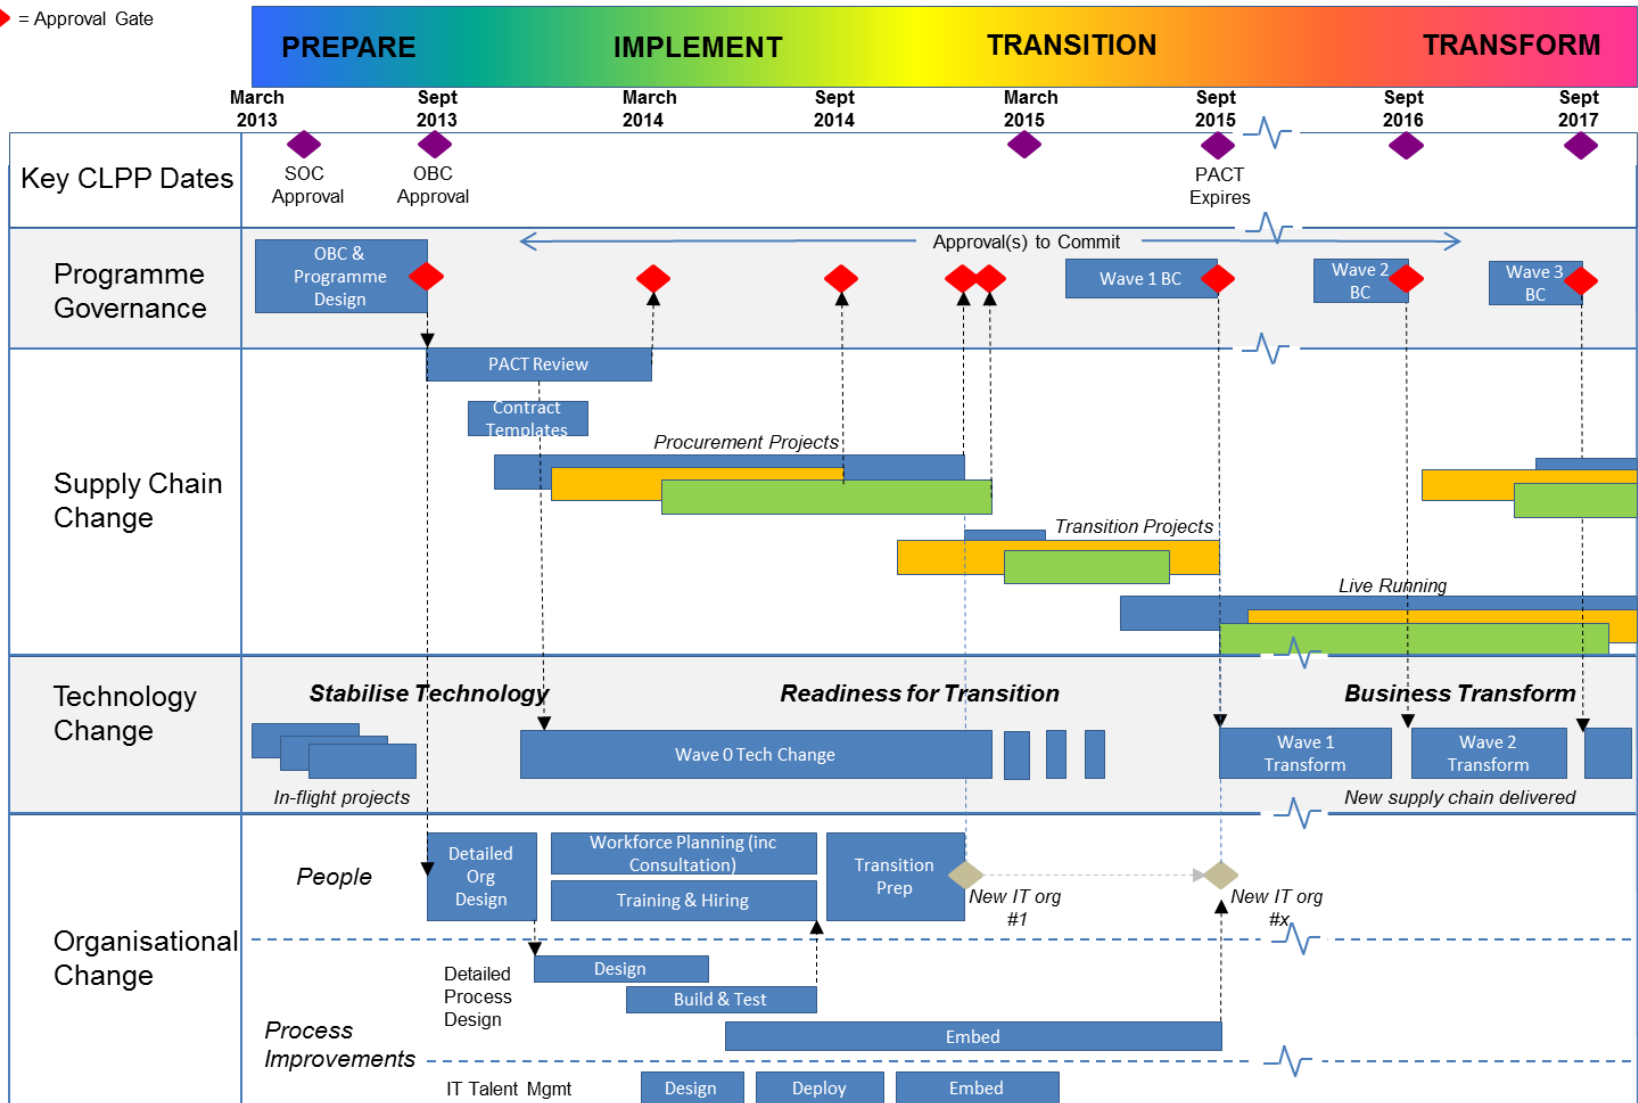 = Approval Gate
PREPARE
IMPLEMENT
TRANSITION
TRANSFORM
March
2013
Sept
2013
March
2014
Sept
2014
March
2015
Sept
2015
Sept
2016
Sept
2017
Key CLPP Dates
SOC
Approval
OBC
Approval
PACT
Expires
Programme
Governance
OBC &
Programme
Design
Approval(s) to Commit
Wave 1 BC
Wave 2
BC
Wave 3
BC
Supply Chain
Change
PACT Review
Contract
Templates
Procurement Projects
Transition Projects
Live Running
Technology
Change
Stabilise Technology
Readiness for Transition
Business Transform
Wave 0 Tech Change
Wave 1
Transform
Wave 2
Transform
In-flight projects
New supply chain delivered
Organisational
Change
People
Detailed
Org
Design
Workforce Planning (inc
Consultation)
Training & Hiring
Transition
Prep
New IT org
#1
New IT org
#x
Detailed
Process
Design
Design
Build & Test
Process
Improvements
Embed
IT Talent Mgmt
Design
Deploy
Embed